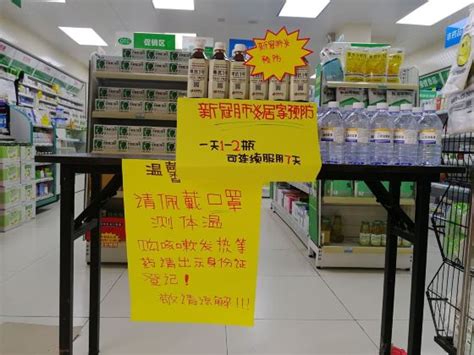 促销区
新冠肺炎
预防
新冠肺炎居家预防
一天1-2瓶
可连续服用7天
温馨
请佩戴口罩
测体温
购咳嗽发热等
药请出示身份证
登记!
敬请谅解!!!